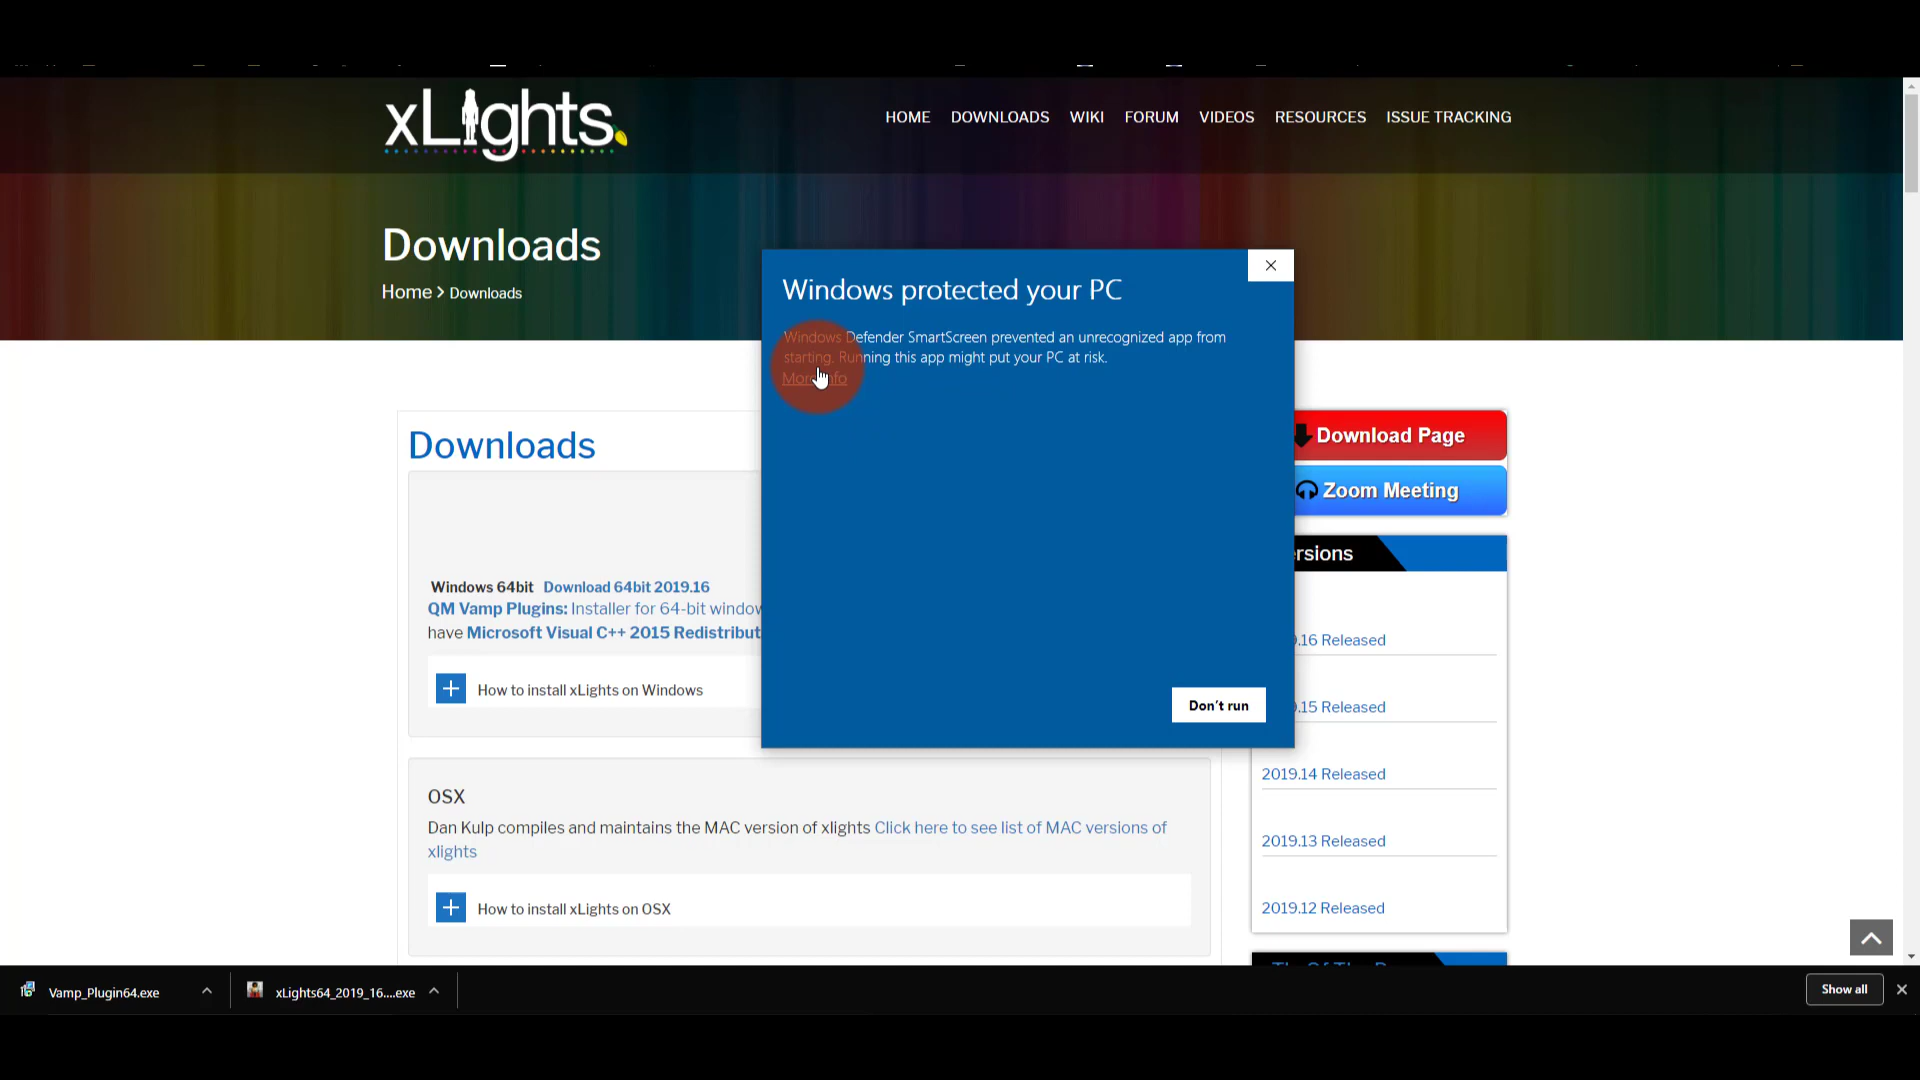 xLights
HOME DOWNLOADS WIKI FORUM VIDEOS RESOURCES ISSUE TRACKING
Downloads
Home > Downloads
Windows protected your PC
Windows Defender SmartScreen prevented an unrecognized app from
starting. Running this app might put your PC at risk.
More info
Don't run
Downloads
Windows 64bit Download 64bit 2019.16
QM Vamp Plugins: Installer for 64-bit
have Microsoft Visual C++ 2015
How to install xLights on Windows
OSX
Dan Kulp compiles and maintains the MAC version of xlights Click here to see list of MAC versions of
xlights
How to install xLights on OSX
Download Page
Zoom Meeting
ersions
.16 Released
.15 Released
2019.14 Released
2019.13 Released
2019.12 Released
Vamp_Plugin64.exe
xLights64_2019_16....exe
Show all